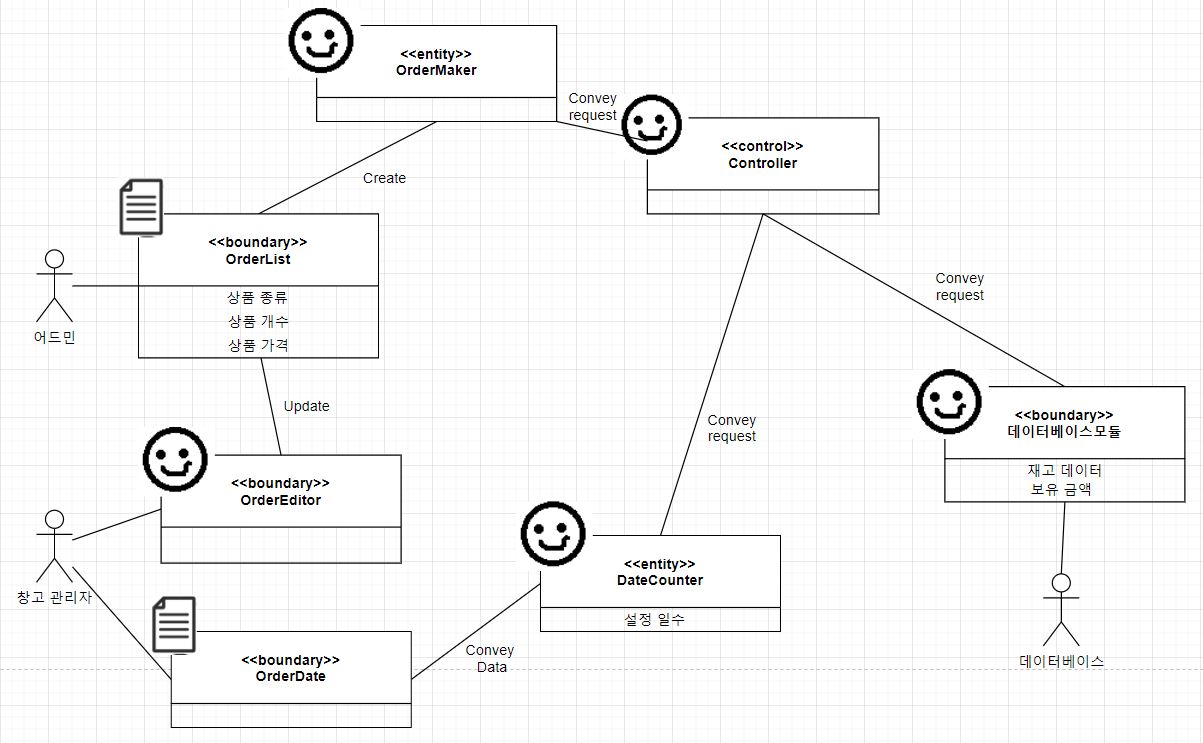 <<entity>>
OrderMaker
Convey
request
<<control>>
Controller
Create
<<boundary>>
OrderList
상품 종류
상품 개수
상품 가격
어드민
Convey
request
Update
<<boundary>>
OrderEditor
Convey
request
<<boundary>>
데이터베이스모듈
재고 데이터
보유 금액
창고 관리자
<<entity>>
DateCounter
설정 일수
<<boundary>>
OrderDate
Convey
Data
데이터베이스